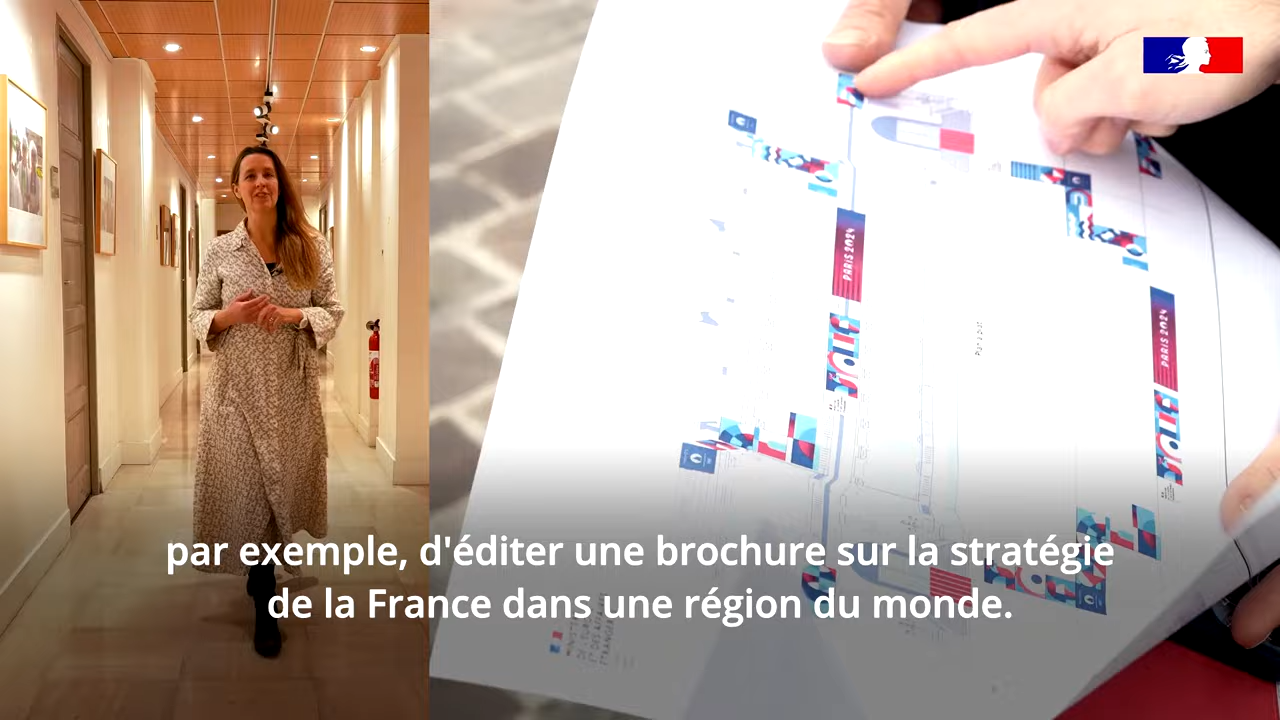 PARIS 2024
PARIS 2024
par exemple, d'éditer une brochure sur la stratégie
de la France dans une région du monde.